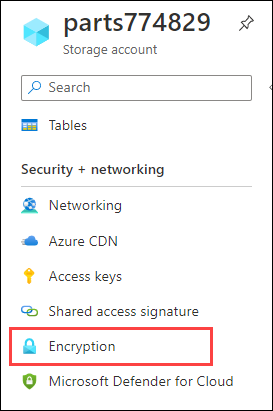 parts774829
Storage account
Search
Tables
Security + networking
Networking
Azure CDN
Access keys
Shared access signature
Encryption
Microsoft Defender for Cloud